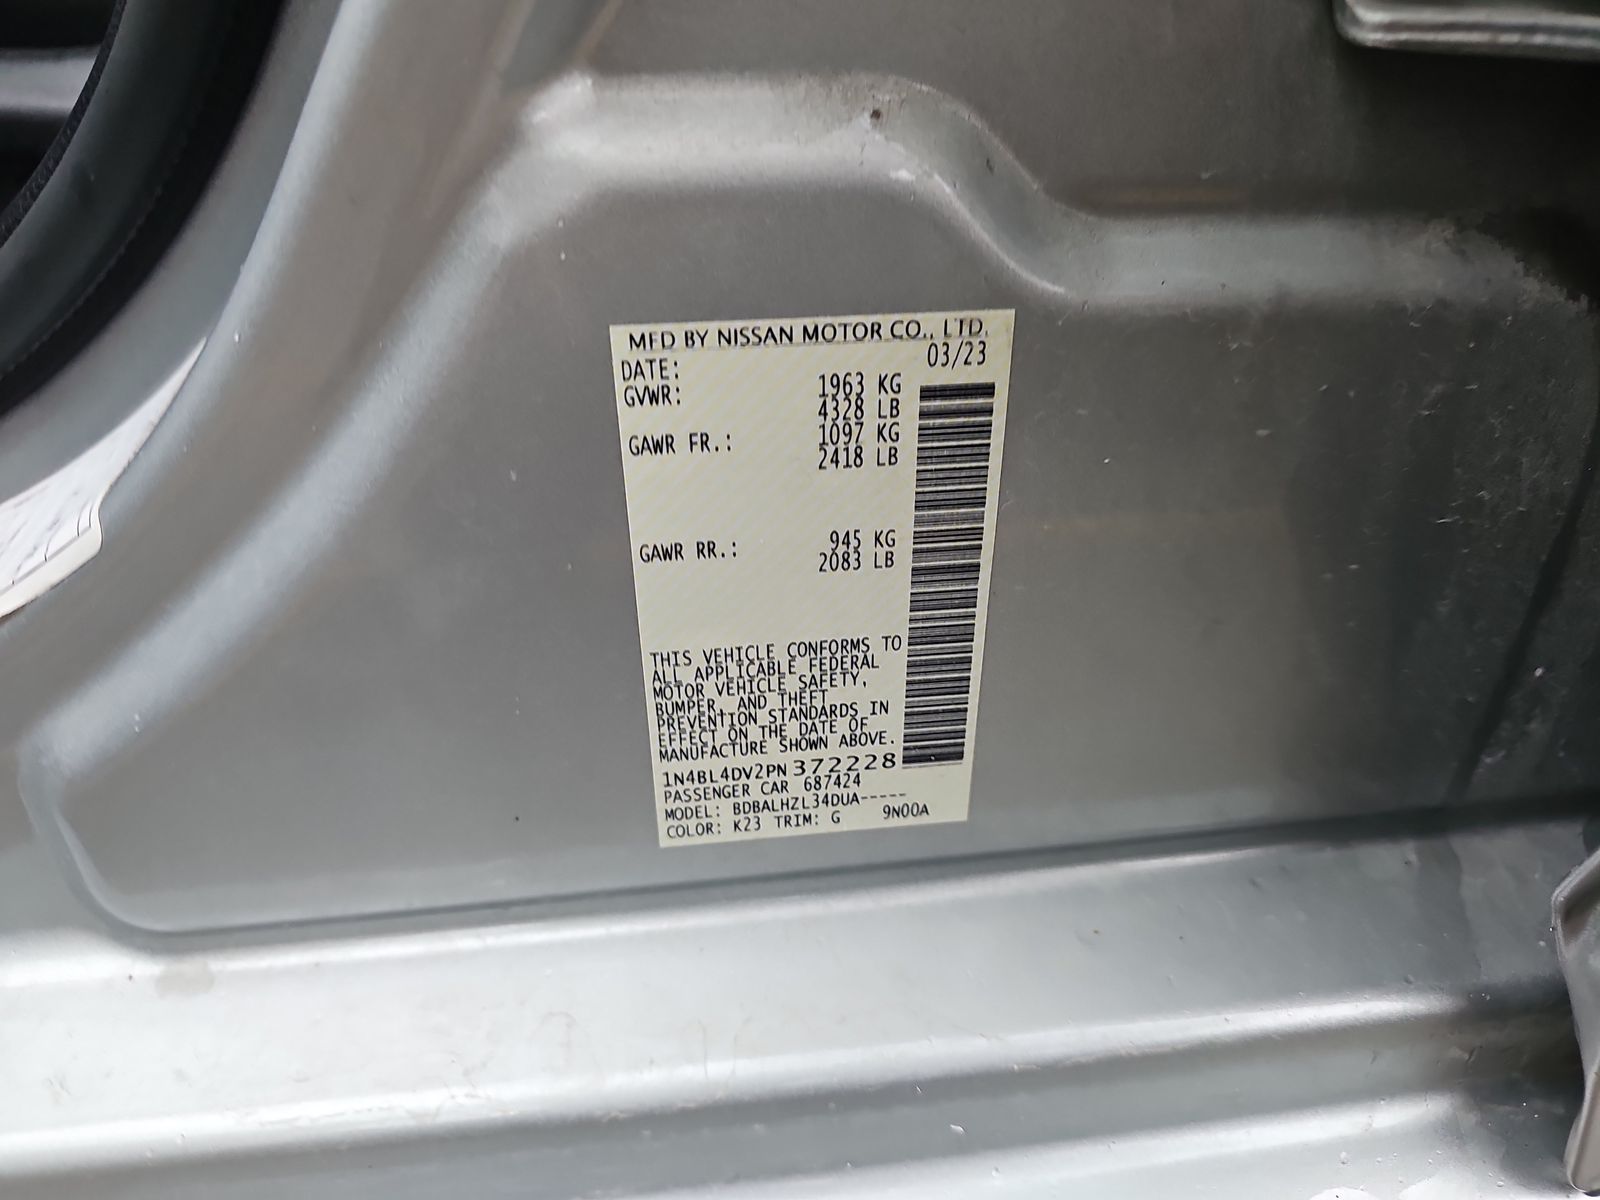 MFD BY NISSAN MOTOR CO., LTD.
DATE: 03/23
GVWR: 1963 KG
4328 LB
GAWR FR.: 1097 KG
2418 LB
GAWR RR.: 945 KG
2083 LB
THIS VEHICLE CONFORMS TO
ALL APPLICABLE FEDERAL
MOTOR VEHICLE SAFETY,
BUMPER, AND THEFT
PREVENTION STANDARDS IN
EFFECT ON THE DATE OF
MANUFACTURE SHOWN ABOVE.
1N4BL4DV2PN372228
PASSENGER CAR 687424
MODEL: BDBALHZL34DUA-----
COLOR: K23 TRIM: G 9N00A